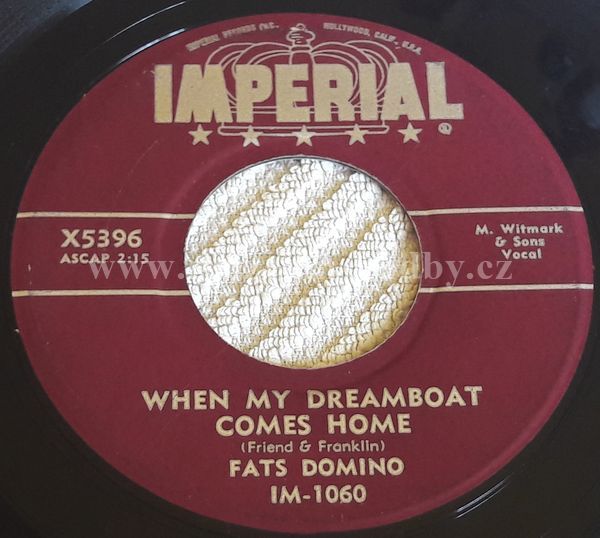 IMPERIAL RECORDS INC., HOLLYWOOD, CALIF., U.S.A.
IMPERIAL
®
X5396
ASCAP 2:15
M. Witmark
& Sons
Vocal
WHEN MY DREAMBOAT
COMES HOME
(Friend & Franklin)
FATS DOMINO
IM-1060